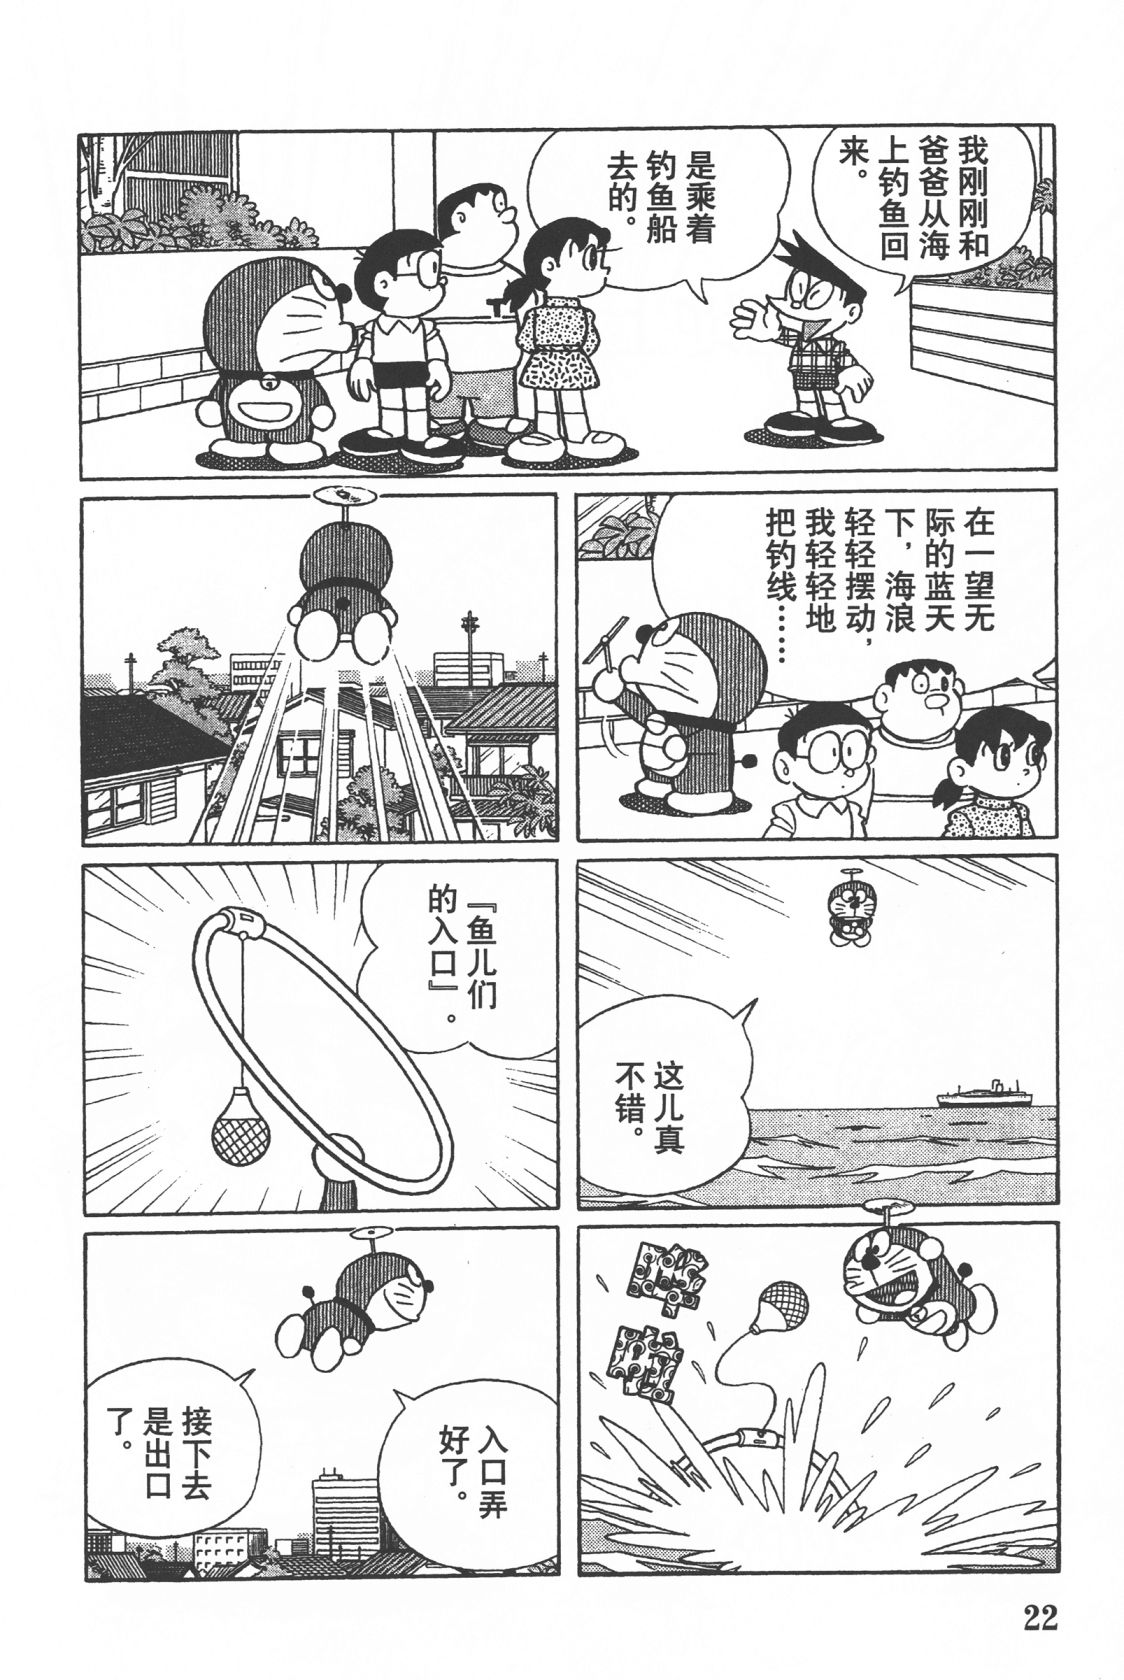 我刚刚和
爸爸从海
上钓鱼回
来。
是乘着
钓鱼船
去的。
在一望无
际的蓝天
下，海浪
轻轻摆动，
我轻轻地
把钓线……
这儿真
不错。
『鱼儿们
的入口』。
入口弄
好了。
接下去
是出口
了。
22